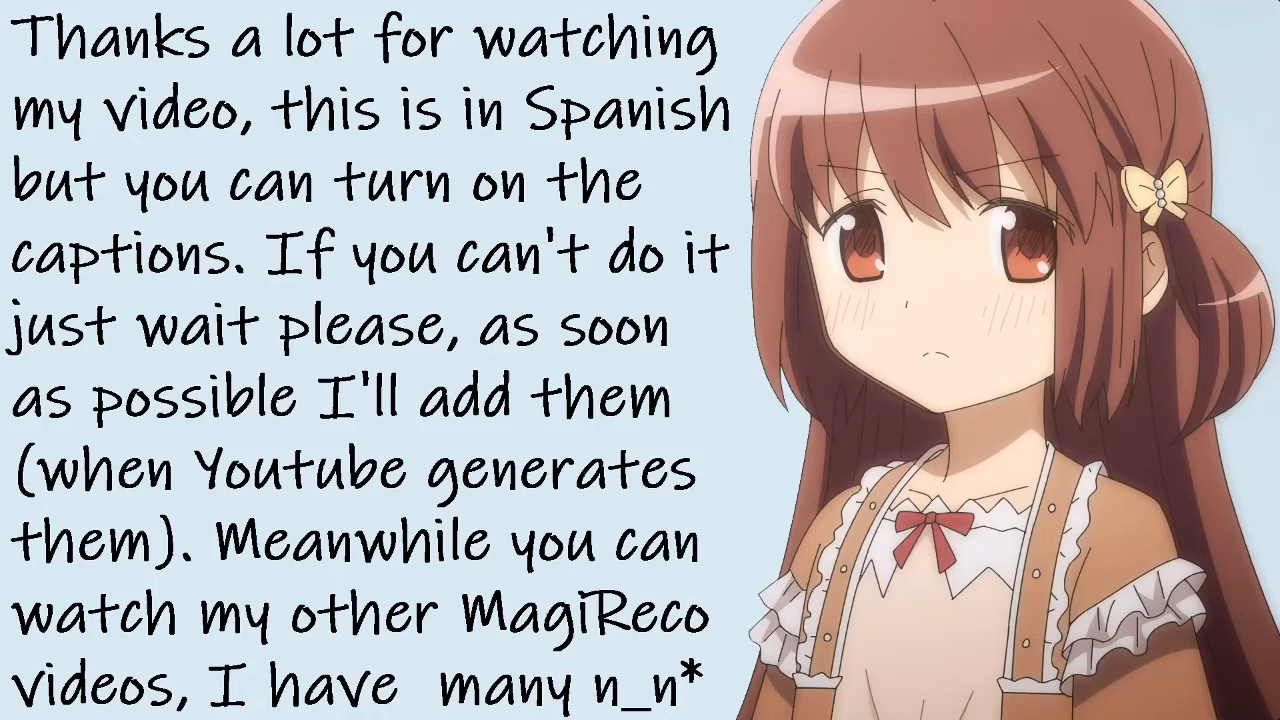 Thanks a lot for watching
my video, this is in Spanish
but you can turn on the
captions. If you can't do it
just wait please, as soon
as possible I'll add them
(when Youtube generates
them). Meanwhile you can
watch my other MagiReco
videos, I have many n_n*